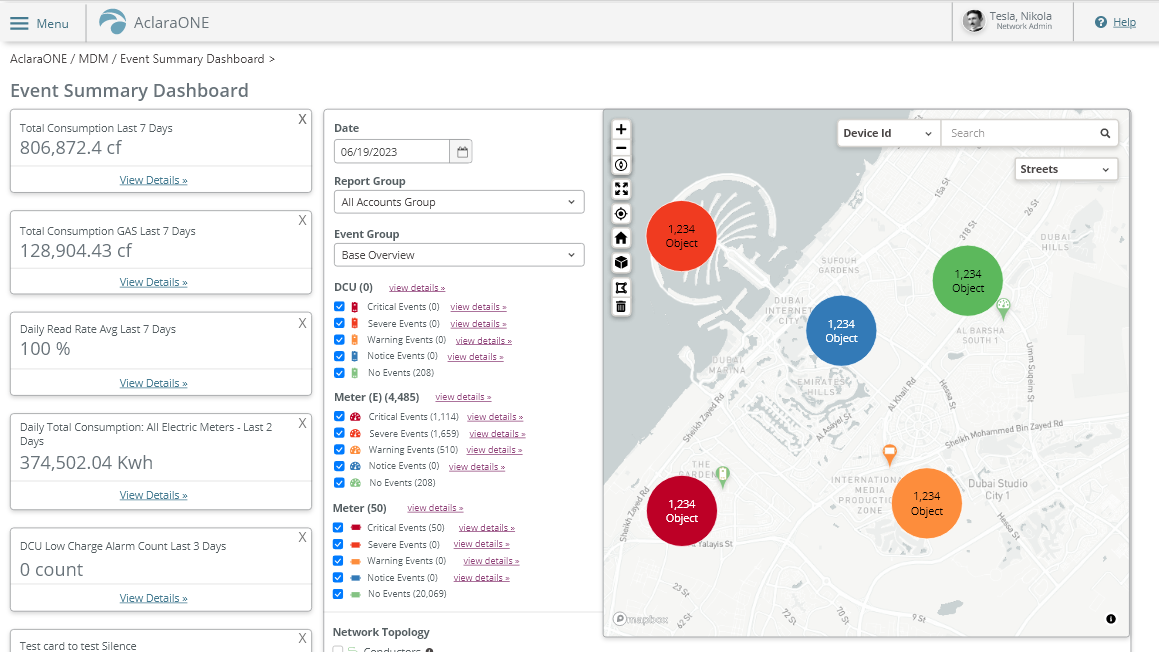 Menu
AclaraONE
Tesla, Nikola
Network Admin
Help
AclaraONE / MDM / Event Summary Dashboard >
Event Summary Dashboard
X
Total Consumption Last 7 Days
806,872.4 cf
View Details »
X
Total Consumption GAS Last 7 Days
128,904.43 cf
View Details »
X
Daily Read Rate Avg Last 7 Days
100 %
View Details »
X
Daily Total Consumption: All Electric Meters - Last 2
Days
374,502.04 Kwh
View Details »
X
DCU Low Charge Alarm Count Last 3 Days
0 count
View Details »
X
Test card to test Silence
Date
06/19/2023
Report Group
All Accounts Group
Event Group
Base Overview
DCU (0) view details »
Critical Events (0) view details »
Severe Events (0) view details »
Warning Events (0) view details »
Notice Events (0) view details »
No Events (208)
Meter (E) (4,485) view details »
Critical Events (1,114) view details »
Severe Events (1,659) view details »
Warning Events (510) view details »
Notice Events (0) view details »
No Events (208)
Meter (50) view details »
Critical Events (50) view details »
Severe Events (0) view details »
Warning Events (0) view details »
Notice Events (0) view details »
No Events (20,069)
Network Topology
Conductors
Device Id
Search
Streets
15a St
26 St
318 St
DUBAI
HILLS
1,234
Object
SUFOUH
GARDENS
1,234
Object
DUBAI
INTERNET
CITY
1,234
Object
AL BARSHA
SOUTH 1
DUBAI
MARINA
EMIRATES
HILLS
Umm Suqeim St
Al Khail Rd
Hessa St
Sheikh Zayed Rd
Al Asayel St
Sheikh Mohammed Bin Zayed Rd
THE
GARDENS
INTERNATIONAL
MEDIA
PRODUCTION
ZONE
Dubai Studio
City 1
1,234
Object
1,234
Object
Sheikh Zayed Rd
Hessa St
Al Yalayis St
23 St
62 St
72 St
20 St
9 St
mapbox